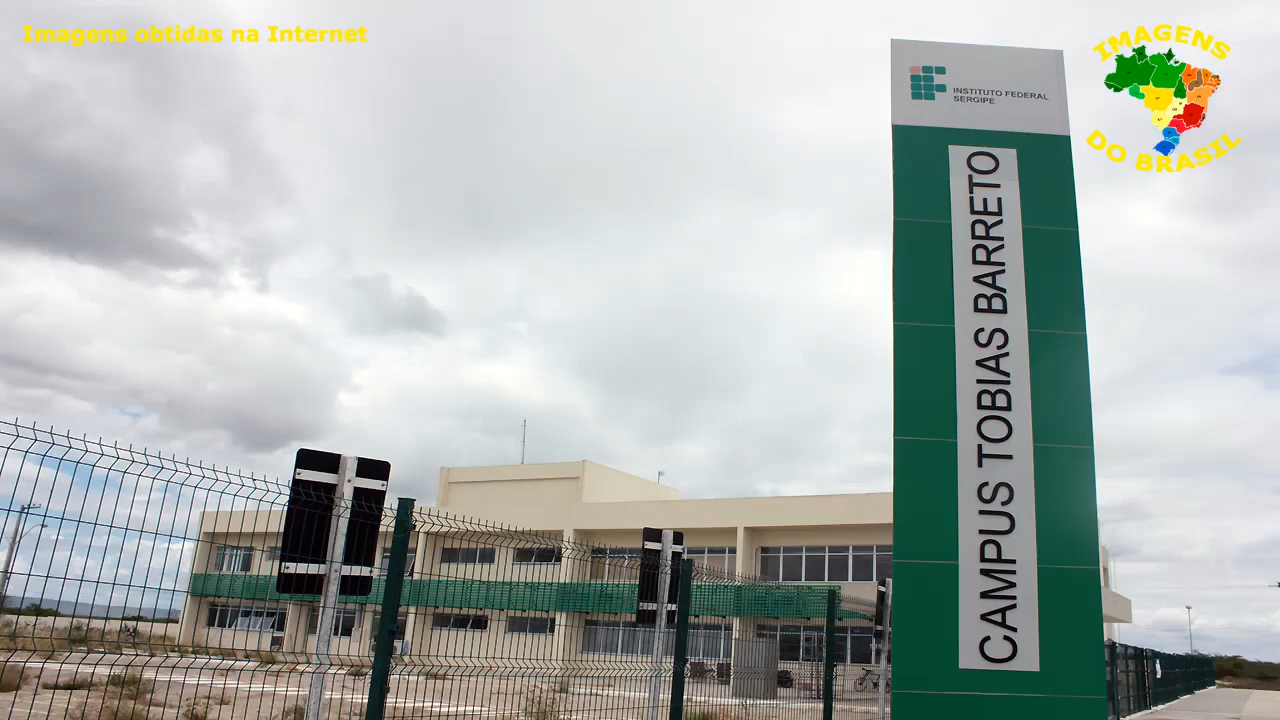 Imagens obtidas na Internet
IMAGENS
DO BRASIL
INSTITUTO FEDERAL
SERGIPE
CAMPUS TOBIAS BARRETO